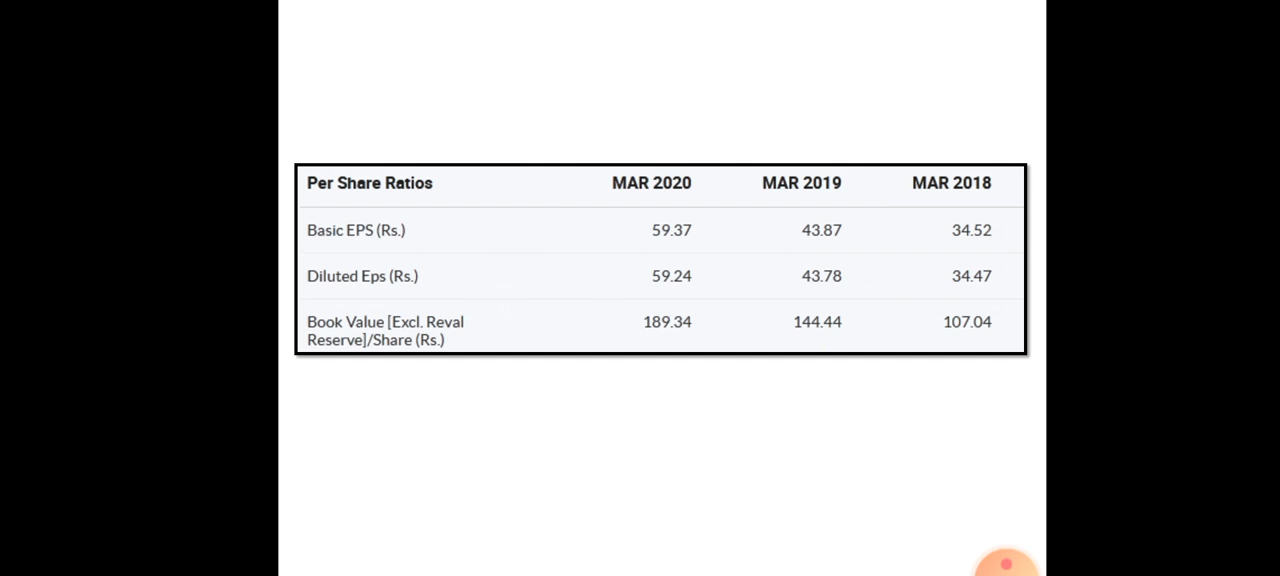 Per Share Ratios MAR 2020 MAR 2019 MAR 2018
Basic EPS (Rs.) 59.37 43.87 34.52
Diluted Eps (Rs.) 59.24 43.78 34.47
Book Value [Excl. Reval 189.34 144.44 107.04
Reserve]/Share (Rs.)